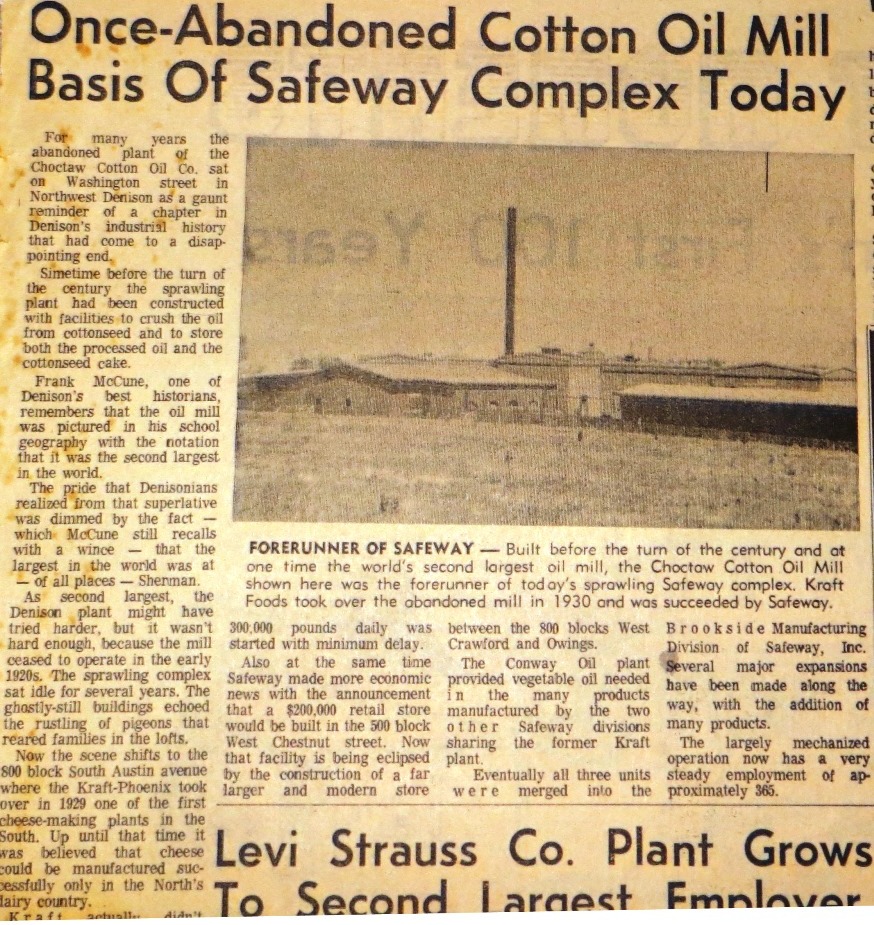 Once-Abandoned Cotton Oil Mill
Basis Of Safeway Complex Today
For many years the
abandoned plant of the
Choctaw Cotton Oil Co. sat
on Washington street in
Northwest Denison as a gaunt
reminder of a chapter in
Denison's industrial history
that had come to a disap-
pointing end.
Simetime before the turn of
the century the sprawling
plant had been constructed
with facilities to crush the oil
from cottonseed and to store
both the processed oil and the
cottonseed cake.
Frank McCune, one of
Denison's best historians,
remembers that the oil mill
was pictured in his school
geography with the notation
that it was the second largest
in the world.
The pride that Denisonians
realized from that superlative
was dimmed by the fact —
which McCune still recalls
with a wince — that the
largest in the world was at
— of all places — Sherman.
As second largest, the
Denison plant might have
tried harder, but it wasn't
hard enough, because the mill
ceased to operate in the early
1920s. The sprawling complex
sat idle for several years. The
ghostly-still buildings echoed
the rustling of pigeons that
reared families in the lofts.
Now the scene shifts to the
800 block South Austin avenue
where the Kraft-Phoenix took
over in 1929 one of the first
cheese-making plants in the
South. Up until that time it
was believed that cheese
could be manufactured suc-
cessfully only in the North's
dairy country.
Kraft actually didn't
First 100 Years
FORERUNNER OF SAFEWAY — Built before the turn of the century and at
one time the world's second largest oil mill, the Choctaw Cotton Oil Mill
shown here was the forerunner of today's sprawling Safeway complex. Kraft
Foods took over the abandoned mill in 1930 and was succeeded by Safeway.
300,000 pounds daily was
started with minimum delay.
Also at the same time
Safeway made more economic
news with the announcement
that a $200,000 retail store
would be built in the 500 block
West Chestnut street. Now
that facility is being eclipsed
by the construction of a far
larger and modern store
between the 800 blocks West
Crawford and Owings.
The Conway Oil plant
provided vegetable oil needed
in the many products
manufactured by the two
other Safeway divisions
sharing the former Kraft
plant.
Eventually all three units
were merged into the
Brookside Manufacturing
Division of Safeway, Inc.
Several major expansions
have been made along the
way, with the addition of
many products.
The largely mechanized
operation now has a very
steady employment of ap-
proximately 365.
Levi Strauss Co. Plant Grows
To Second Largest Employer